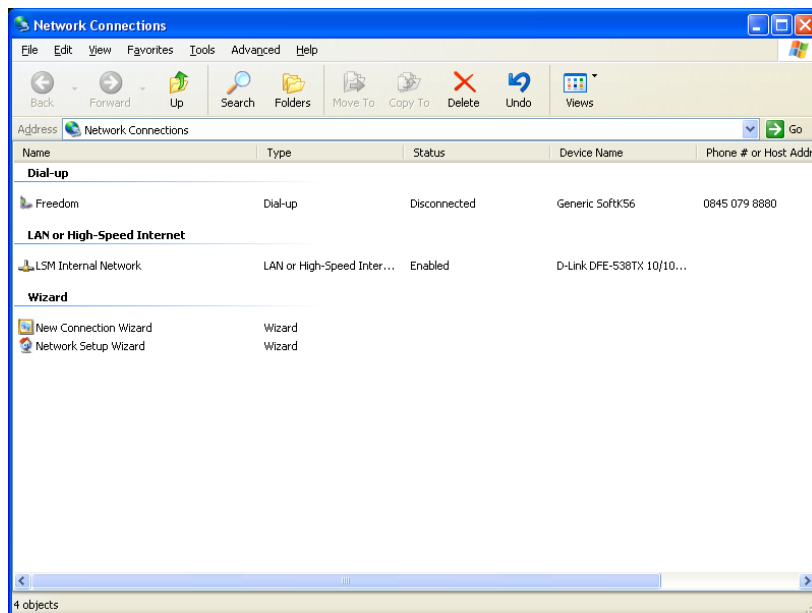 Network Connections
File Edit View Favorites Tools Advanced Help
Back Forward Up Search Folders Move To Copy To Delete Undo Views
Address Network Connections Go
Name Type Status Device Name Phone # or Host Addr
Dial-up
Freedom Dial-up Disconnected Generic SoftK56 0845 079 8880
LAN or High-Speed Internet
LSM Internal Network LAN or High-Speed Inter... Enabled D-Link DFE-538TX 10/10...
Wizard
New Connection Wizard Wizard
Network Setup Wizard Wizard
4 objects